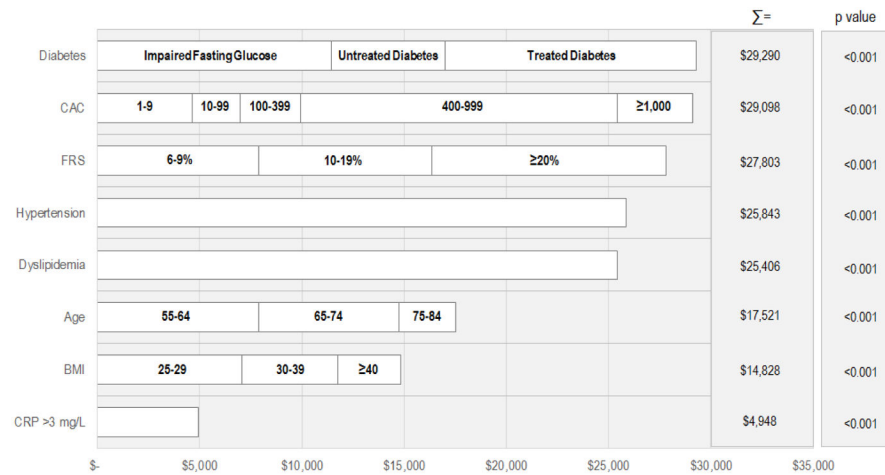 ∑= p value
Diabetes Impaired Fasting Glucose Untreated Diabetes Treated Diabetes $29,290 <0.001
CAC 1-9 10-99 100-399 400-999 ≥1,000 $29,098 <0.001
FRS 6-9% 10-19% ≥20% $27,803 <0.001
Hypertension $25,843 <0.001
Dyslipidemia $25,406 <0.001
Age 55-64 65-74 75-84 $17,521 <0.001
BMI 25-29 30-39 ≥40 $14,828 <0.001
CRP >3 mg/L $4,948 <0.001
$- $5,000 $10,000 $15,000 $20,000 $25,000 $30,000 $35,000